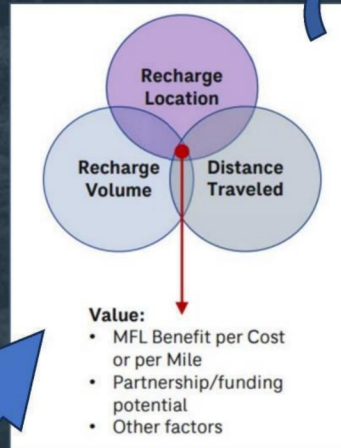 Recharge
Location
Recharge
Volume
Distance
Traveled
Value:
• MFL Benefit per Cost
or per Mile
• Partnership/funding
potential
• Other factors